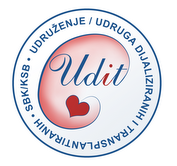 SBK/KSB • UDRUŽENJE / UDRUGA DIJALIZIRANIH I TRANSPLANTIRANIH •
Udit